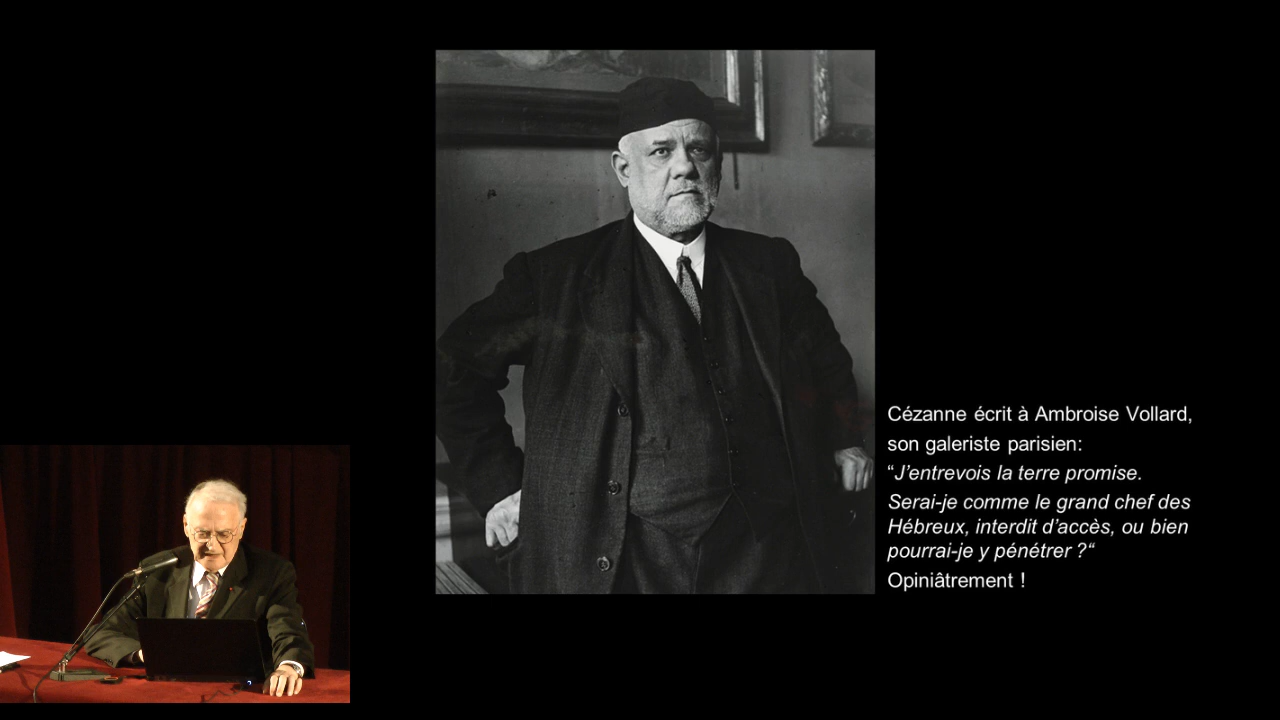 Cézanne écrit à Ambroise Vollard,
son galeriste parisien:
“J’entrevois la terre promise.
Serai-je comme le grand chef des
Hébreux, interdit d’accès, ou bien
pourrai-je y pénétrer ?“
Opiniâtrement !